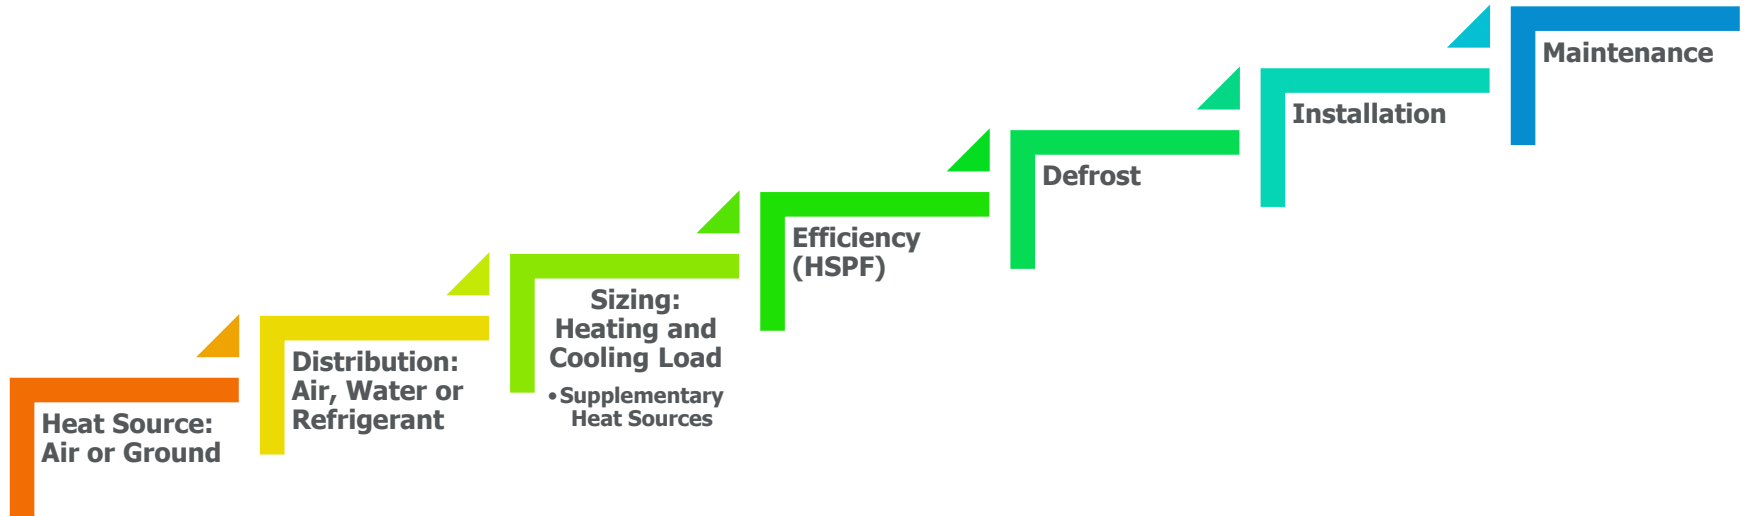 Heat Source:
Air or Ground
Distribution:
Air, Water or
Refrigerant
Sizing:
Heating and
Cooling Load
•Supplementary
Heat Sources
Efficiency
(HSPF)
Defrost
Installation
Maintenance